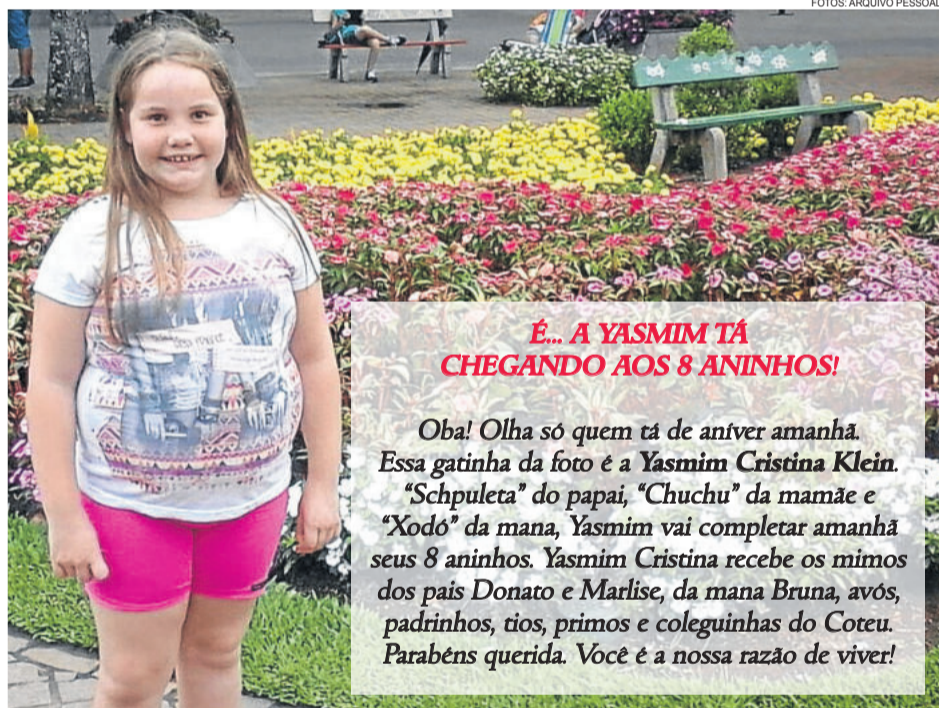 FOTOS: ARQUIVO PESSOAL
É... A YASMIM TÁ
CHEGANDO AOS 8 ANINHOS!
Oba! Olha só quem tá de aníver amanhã.
Essa gatinha da foto é a Yasmim Cristina Klein.
“Schpuleta” do papai, “Chuchu” da mamãe e
“Xodó” da mana, Yasmim vai completar amanhã
seus 8 aninhos. Yasmim Cristina recebe os mimos
dos pais Donato e Marlise, da mana Bruna, avós,
padrinhos, tios, primos e coleguinhas do Coteu.
Parabéns querida. Você é a nossa razão de viver!